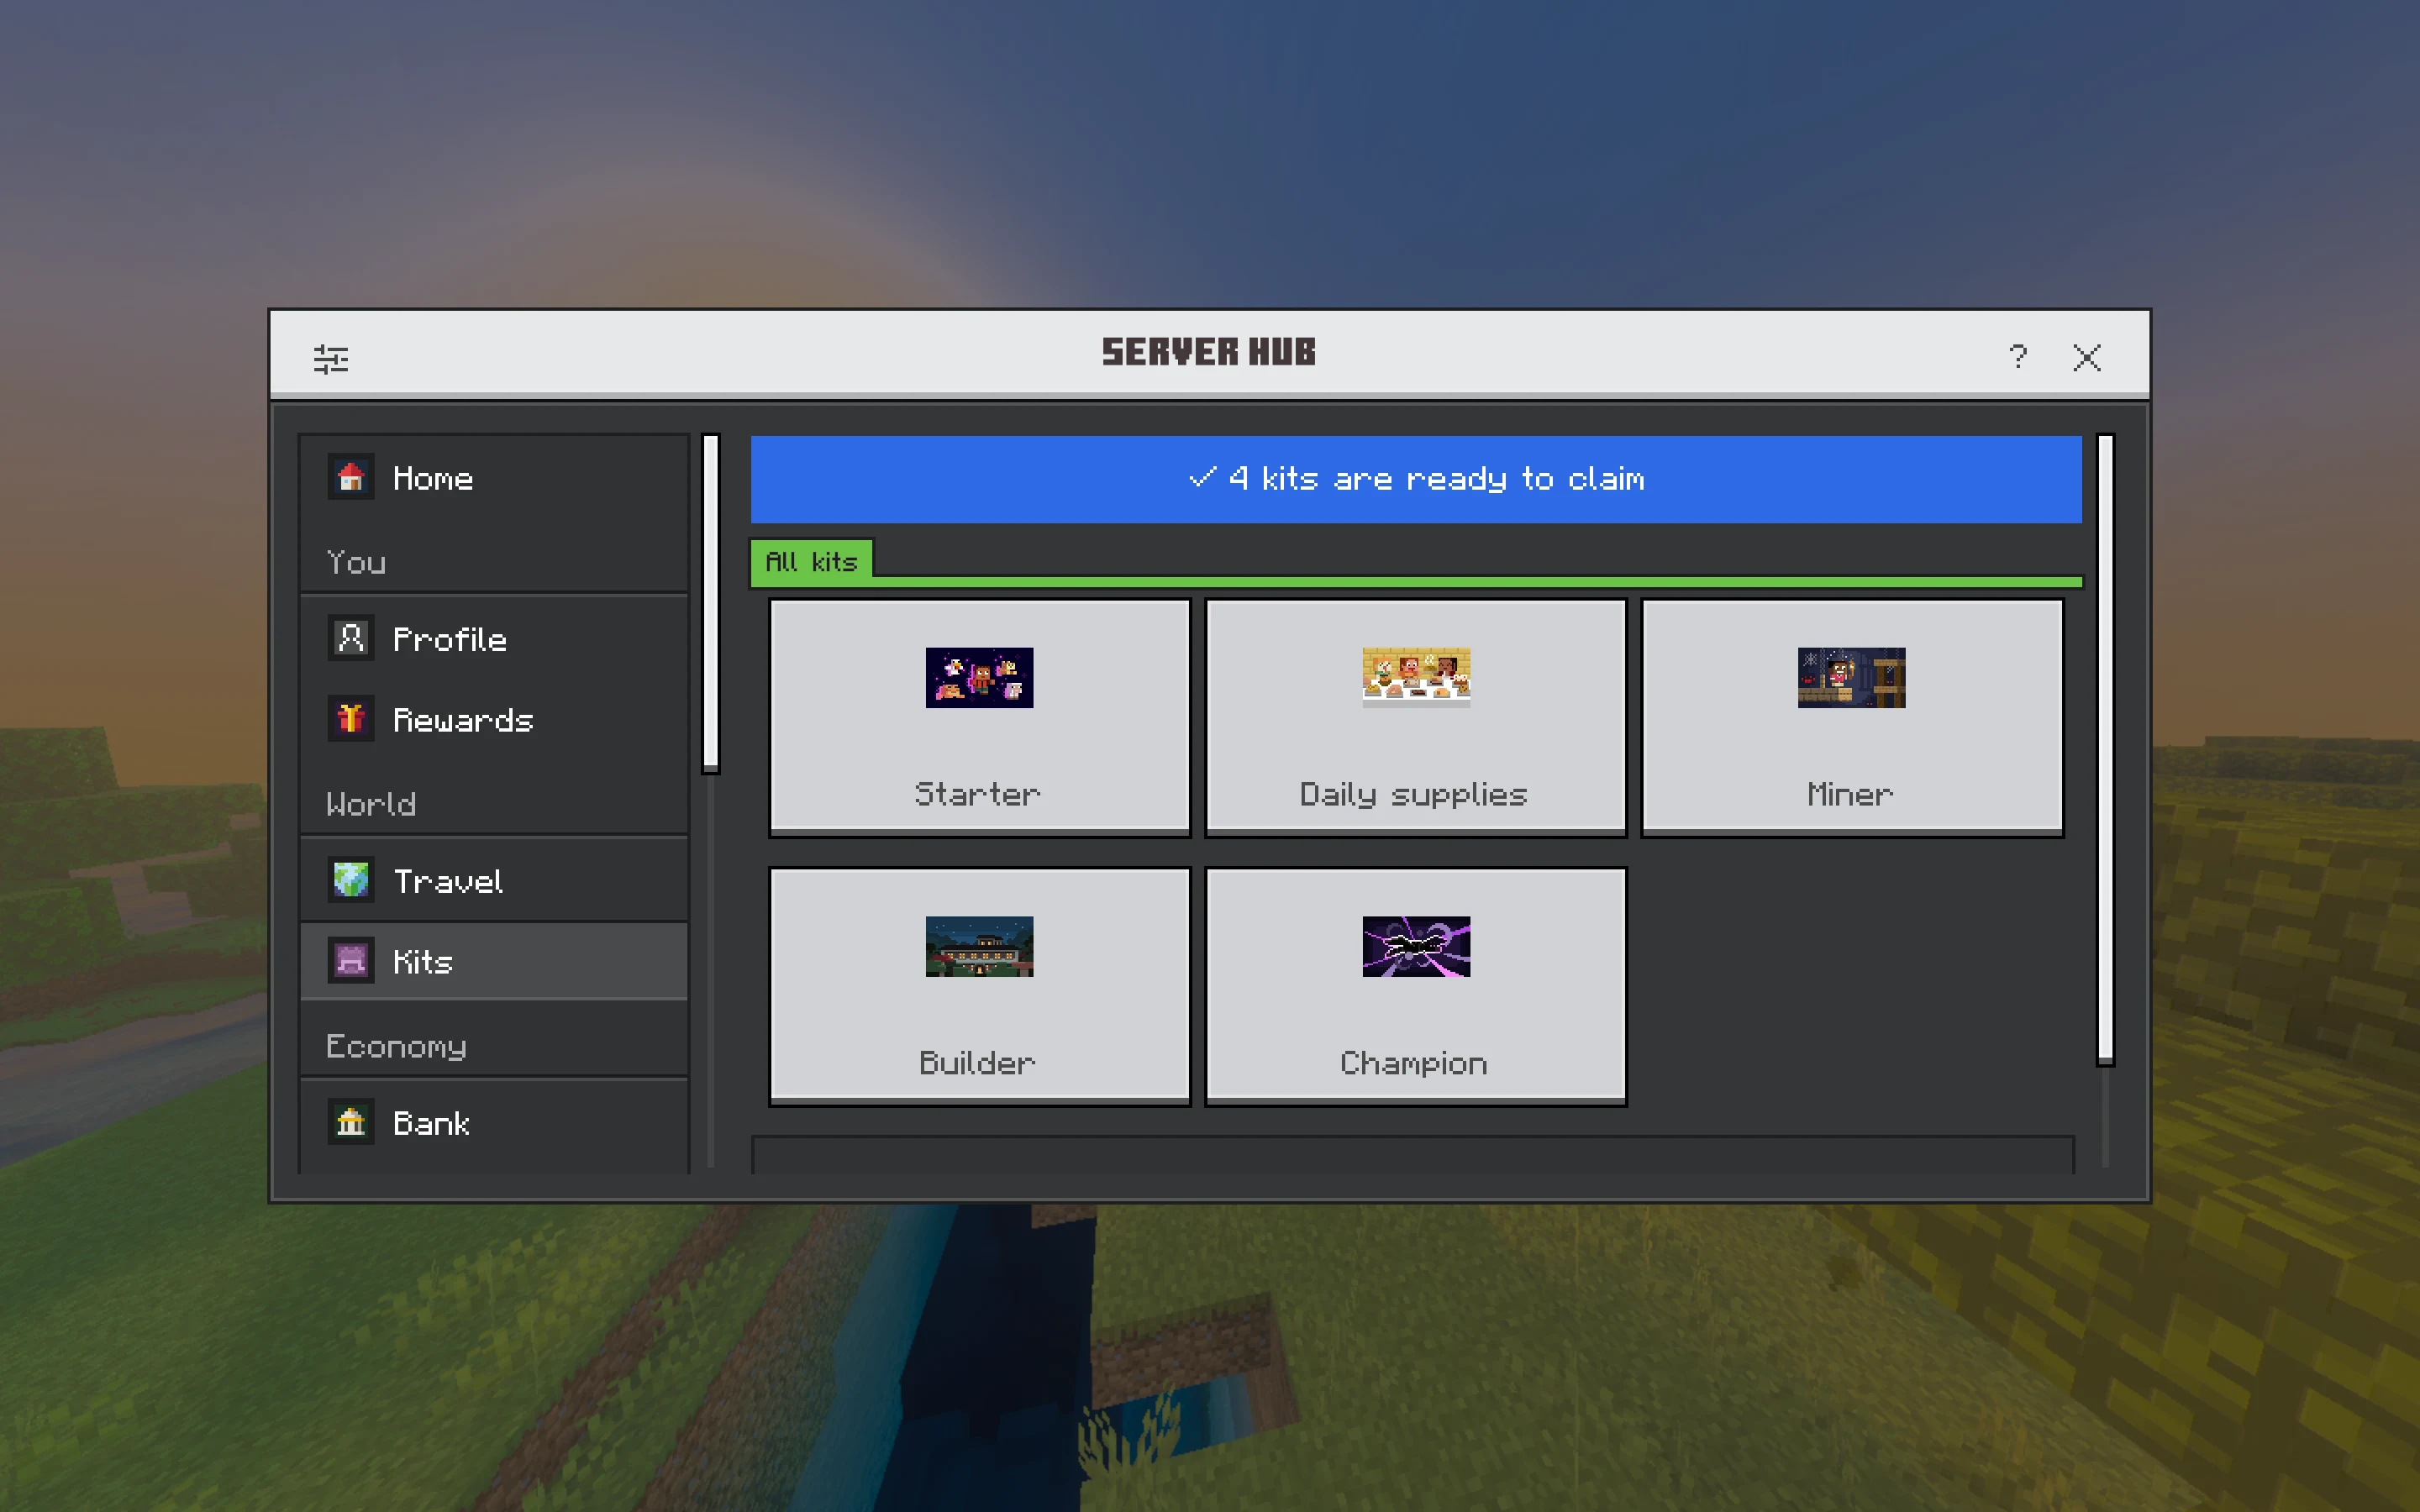 SERVER HUB
?
Home
You
Profile
Rewards
World
Travel
Kits
Economy
Bank
✓ 4 kits are ready to claim
All kits
Starter
Daily supplies
Miner
Builder
Champion